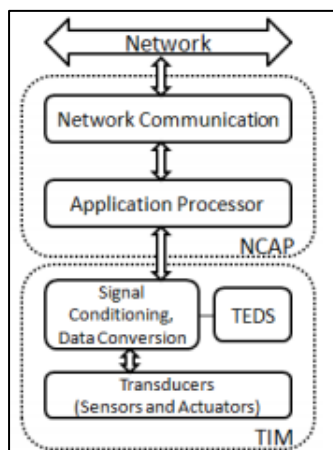 Network
Network Communication
Application Processor
NCAP
Signal
Conditioning,
Data Conversion
TEDS
Transducers
(Sensors and Actuators)
TIM